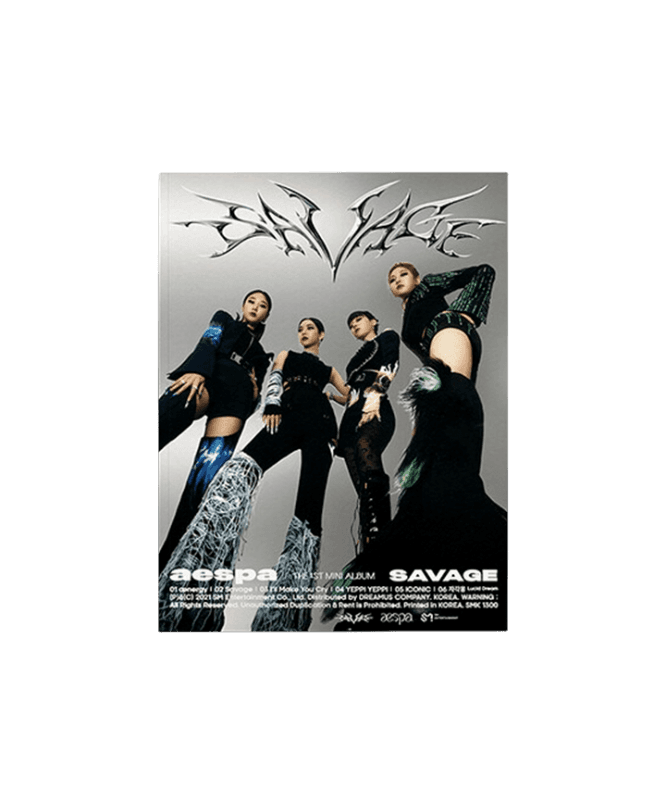 SAVAGE
aespa THE 1ST MINI ALBUM SAVAGE
01 ænergy | 02 Savage | 03 I'll Make You Cry | 04 YEPPI YEPPI | 05 ICONIC | 06 자각몽 Lucid Dream
(P)&(C) 2021 SM Entertainment Co., Ltd. Distributed by DREAMUS COMPANY. KOREA. WARNING :
All Rights Reserved. Unauthorized Duplication & Rent is Prohibited. Printed in KOREA. SMK 1300
SAVAGE aespa SM